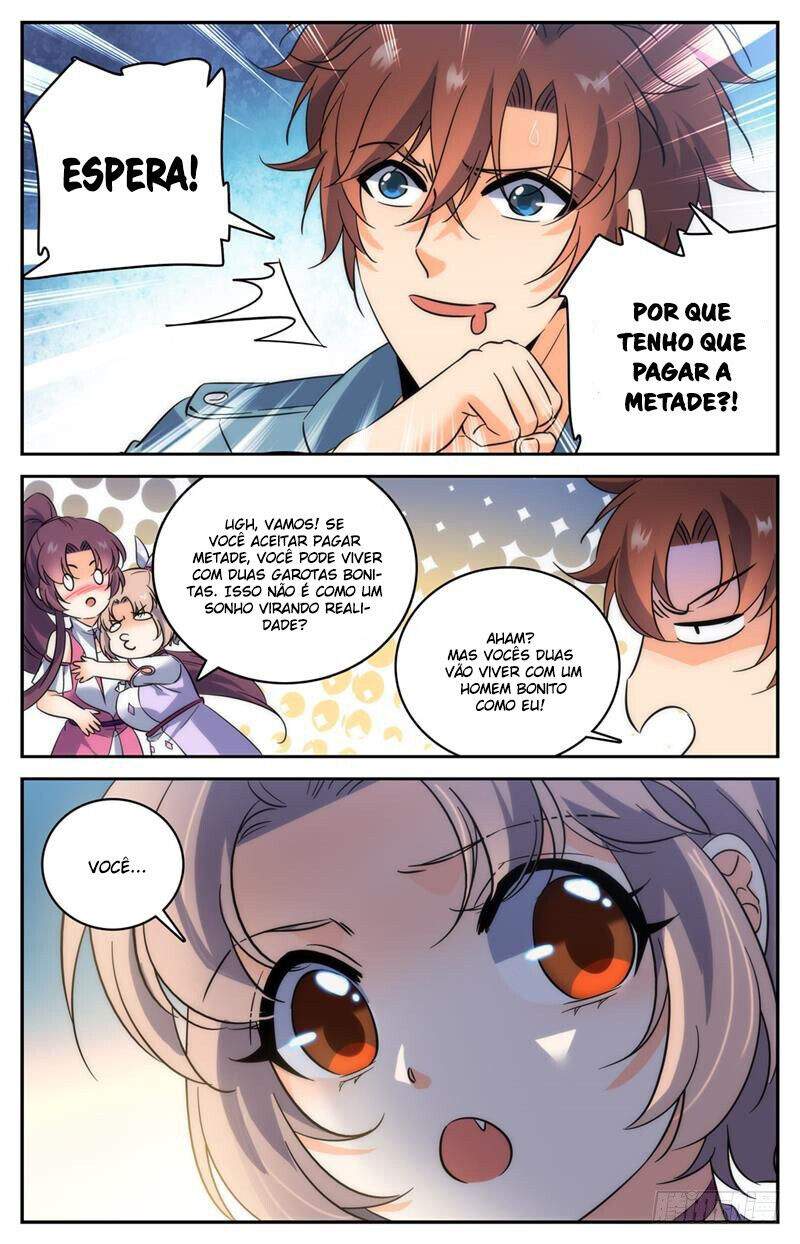 ESPERA!
POR QUE
TENHO QUE
PAGAR A
METADE?!
UGH, VAMOS! SE
VOCÊ ACEITAR PAGAR
METADE, VOCÊ PODE VIVER
COM DUAS GAROTAS BONI-
TAS. ISSO NÃO É COMO UM
SONHO VIRANDO REALI-
DADE?
AHAM?
MAS VOCÊS DUAS
VÃO VIVER COM UM
HOMEM BONITO
COMO EU!
VOCÊ...